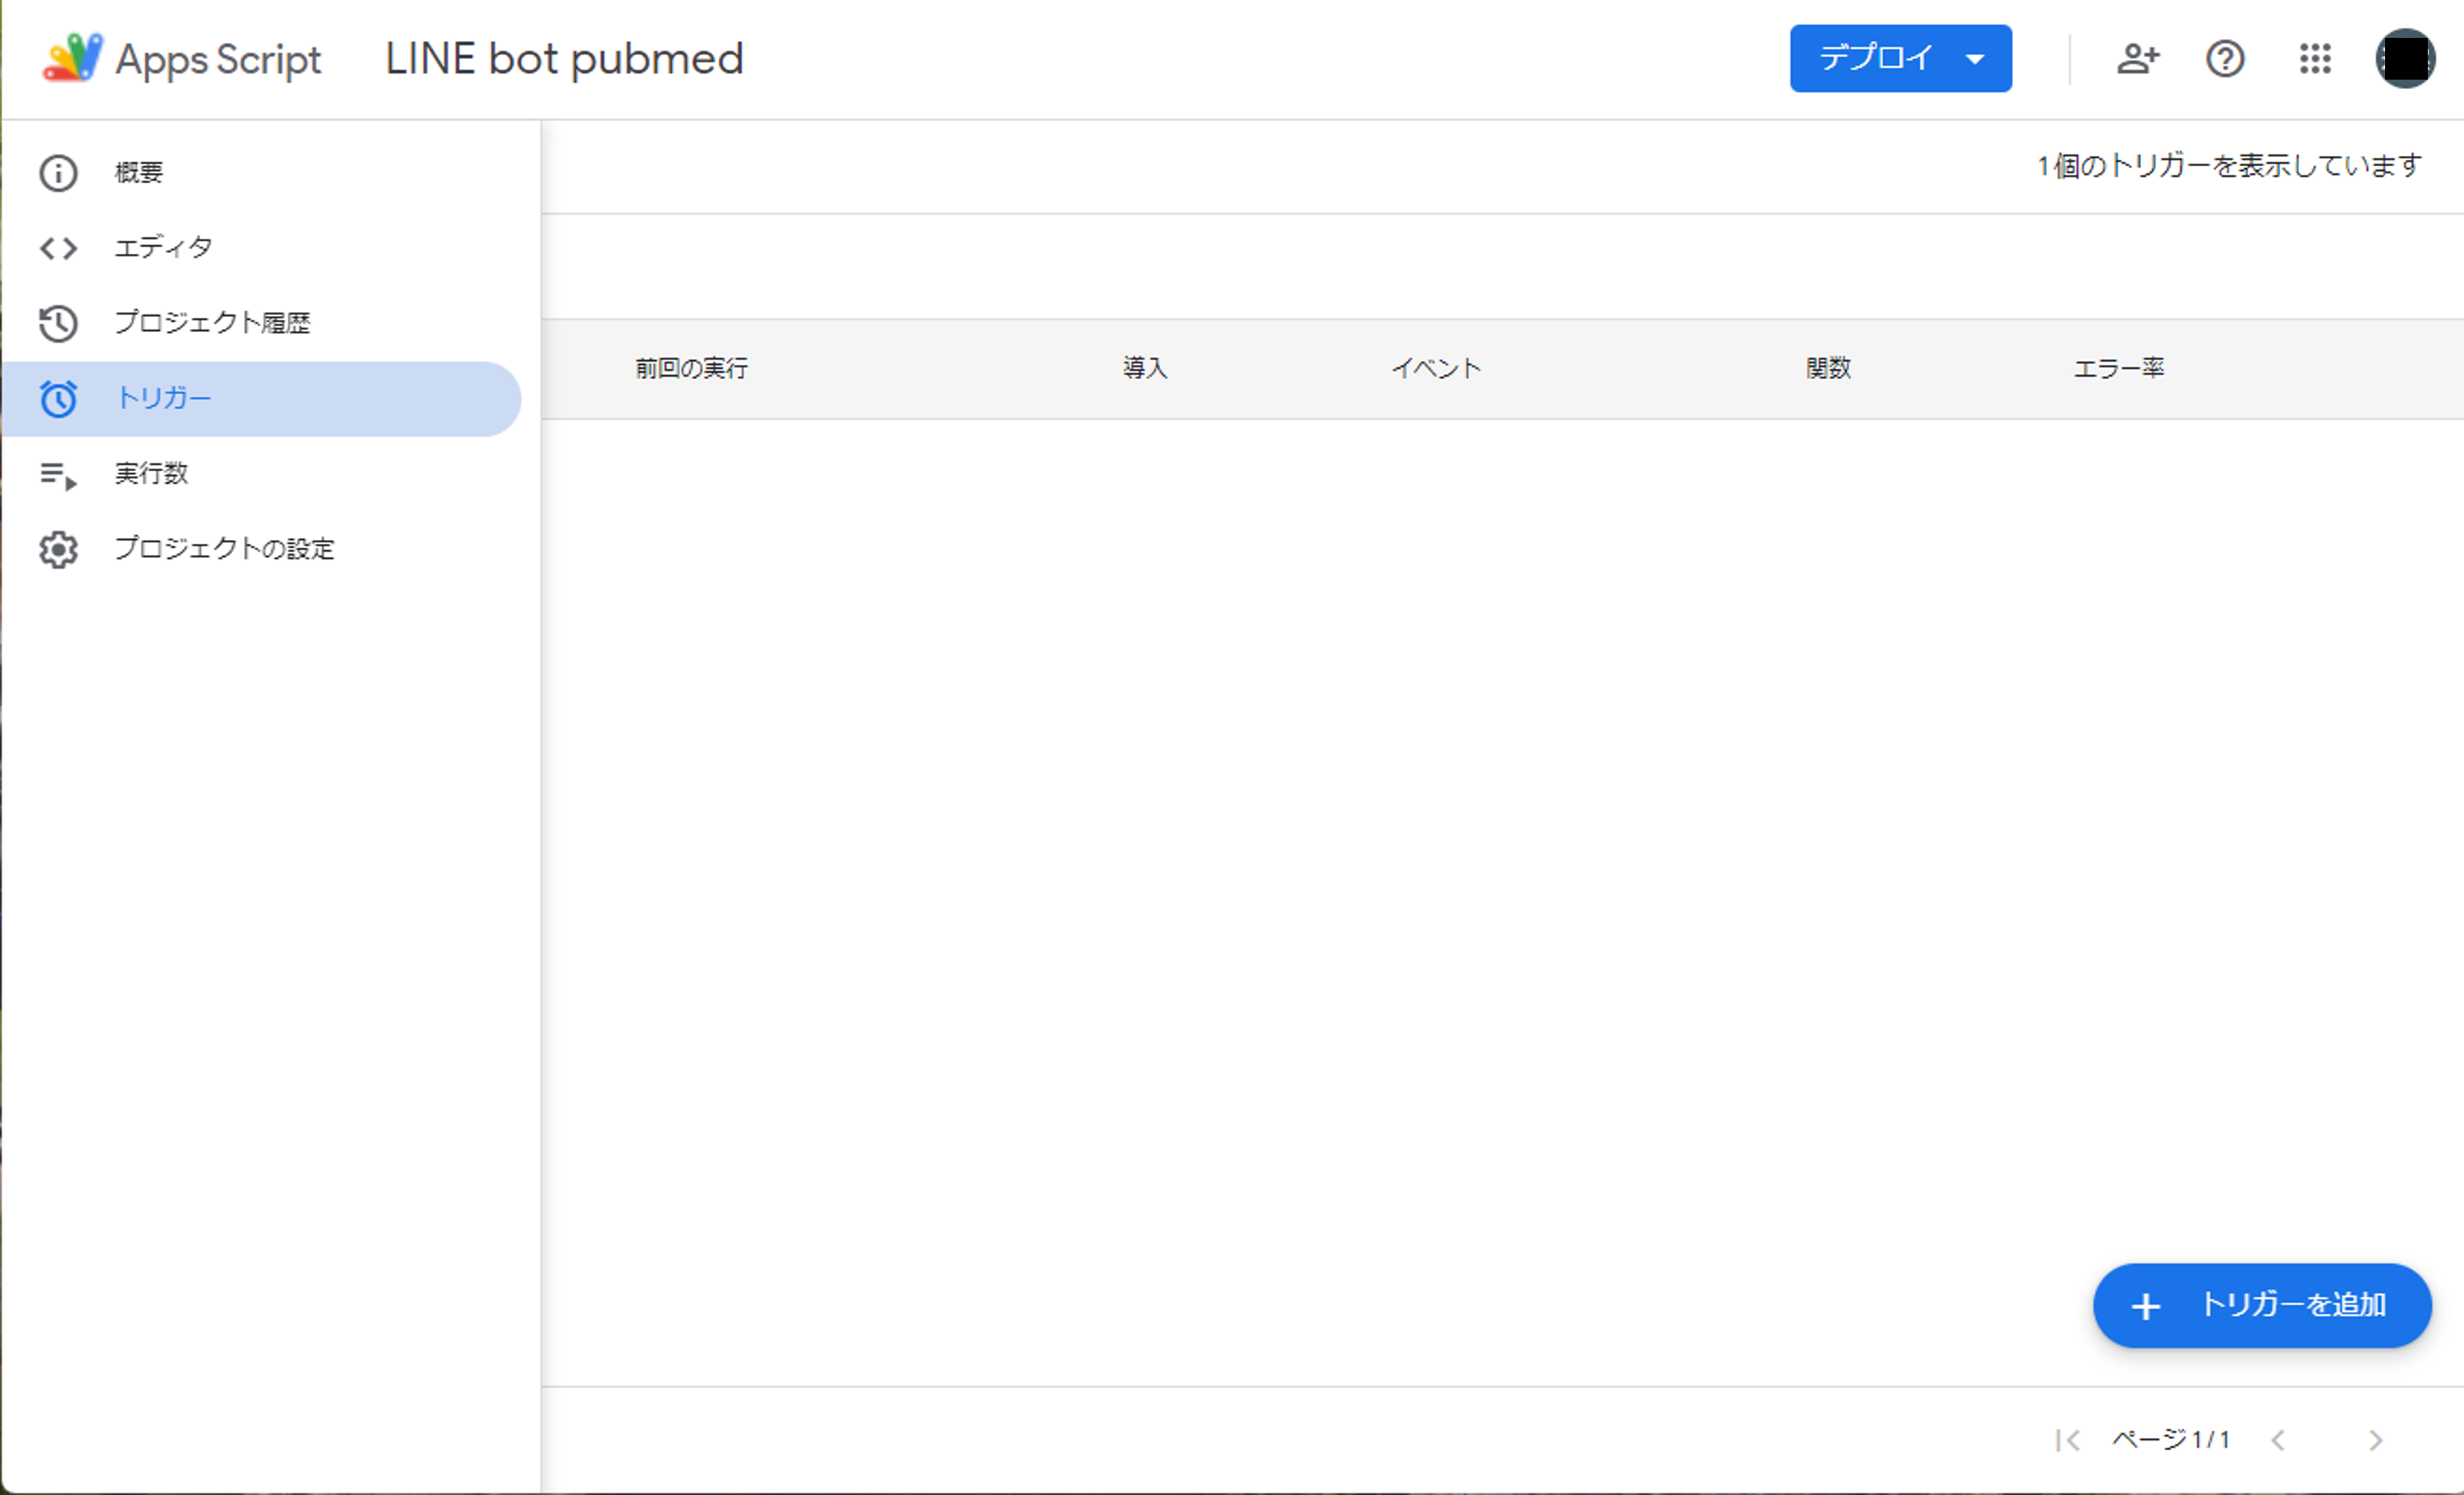 Apps Script LINE bot pubmed デプロイ
概要
エディタ
プロジェクト履歴
トリガー
実行数
プロジェクトの設定
1個のトリガーを表示しています
前回の実行 導入 イベント 関数 エラー率
トリガーを追加
ページ1/1